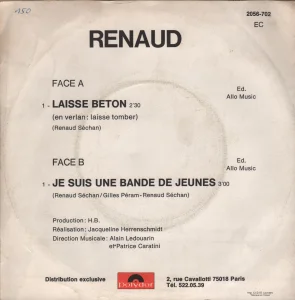 150
2056-702
EC
RENAUD
FACE A
Ed.
Allo Music
1 - LAISSE BETON 2'30
(en verlan: laisse tomber)
(Renaud Séchan)
FACE B
Ed.
Allo Music
1 - JE SUIS UNE BANDE DE JEUNES 3'00
(Renaud Séchan/Gilles Péram-Renaud Séchan)
Production : H.B.
Réalisation : Jacqueline Herrenschmidt
Direction Musicale : Alain Ledouarin
et Patrice Caratini
Distribution exclusive
polydor
2, rue Cavallotti 75018 Paris
Tél. 522.05.39